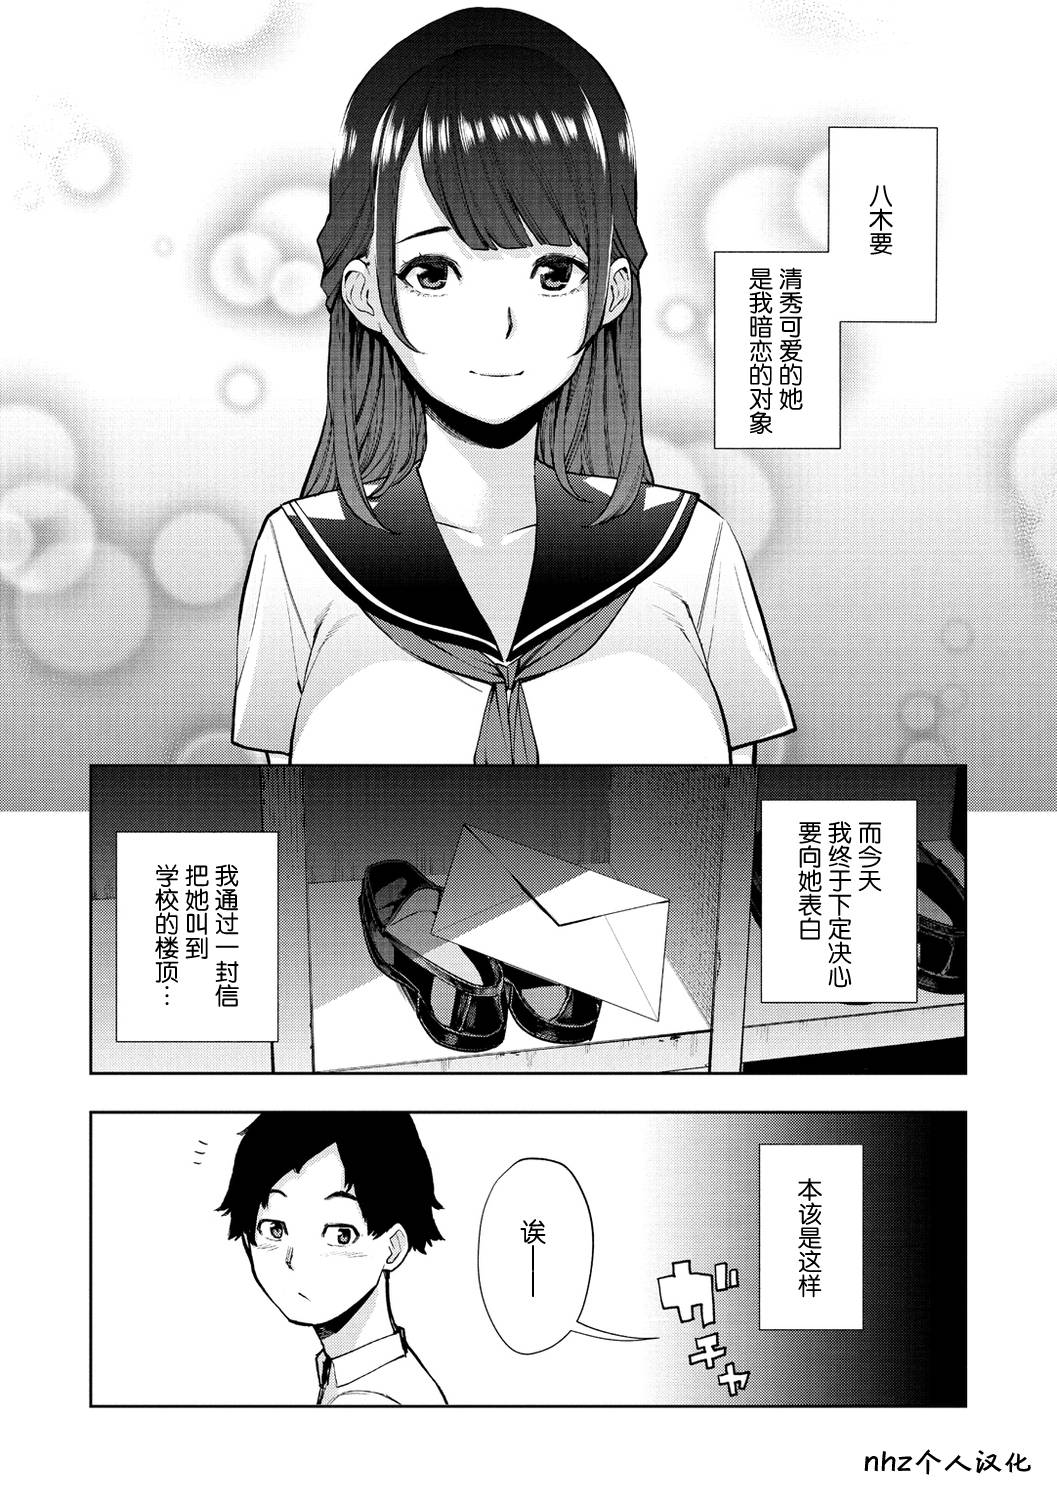 八木要
清秀可爱的她
是我暗恋的对象
而今天
我终于下定决心
要向她表白
我通过一封信
把她叫到
学校的楼顶…
本该是这样
ガチャ
诶——
nhz个人汉化